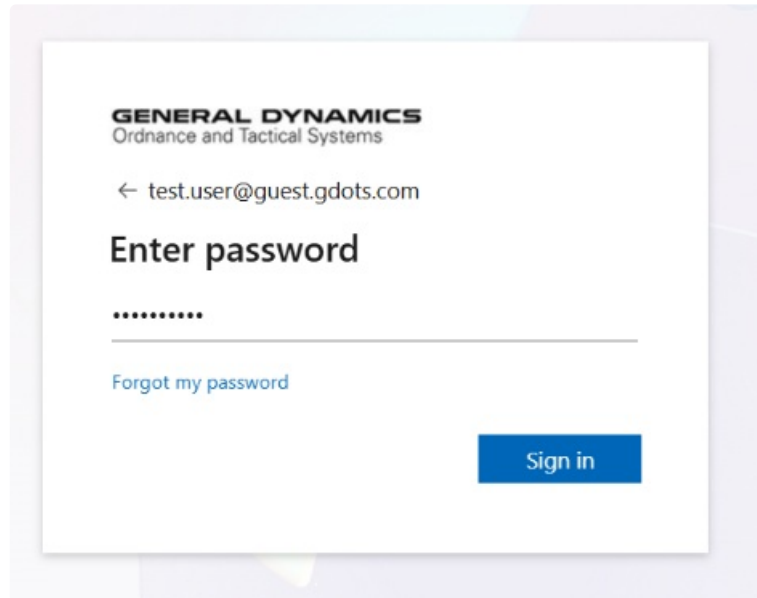 GENERAL DYNAMICS
Ordnance and Tactical Systems
← test.user@guest.gdots.com
Enter password
••••••••••
Forgot my password
Sign in